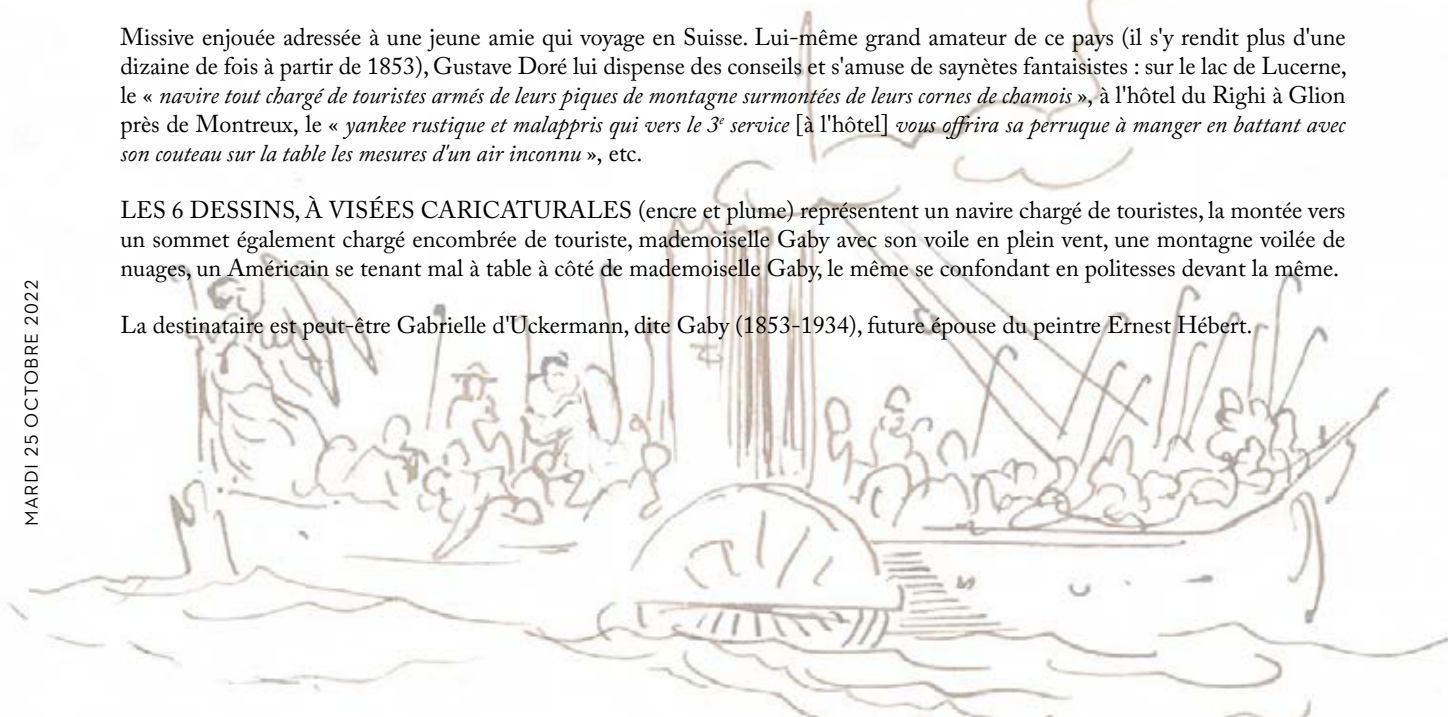 Missive enjouée adressée à une jeune amie qui voyage en Suisse. Lui-même grand amateur de ce pays (il s'y rendit plus d'une
dizaine de fois à partir de 1853), Gustave Doré lui dispense des conseils et s'amuse de saynètes fantaisistes : sur le lac de Lucerne,
le « navire tout chargé de touristes armés de leurs piques de montagne surmontées de leurs cornes de chamois », à l'hôtel du Righi à Glion
près de Montreux, le « yankee rustique et malappris qui vers le 3e service [à l'hôtel] vous offrira sa perruque à manger en battant avec
son couteau sur la table les mesures d'un air inconnu », etc.
LES 6 DESSINS, À VISÉES CARICATURALES (encre et plume) représentent un navire chargé de touristes, la montée vers
un sommet également chargé encombrée de touriste, mademoiselle Gaby avec son voile en plein vent, une montagne voilée de
nuages, un Américain se tenant mal à table à côté de mademoiselle Gaby, le même se confondant en politesses devant la même.
La destinataire est peut-être Gabrielle d'Uckermann, dite Gaby (1853-1934), future épouse du peintre Ernest Hébert.
MARDI 25 OCTOBRE 2022